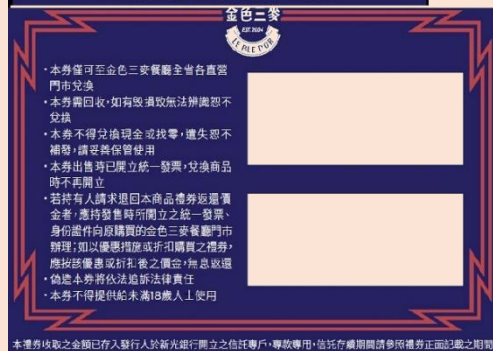 金色三麥
EST. 2004
LE BLE D'OR
•本券僅可至金色三麥餐廳全省各直營
門市兌換
•本券需回收，如有毀損致無法辨識恕不
兌換
•本券不得兌換現金或找零，遺失恕不
補發，請妥善保管使用
•本券出售時已開立統一發票，兌換商品
時不再開立
•若持有人請求退回本商品禮券返還價
金者，應持發售時所開立之統一發票、
身份證件向原購買的金色三麥餐廳門市
辦理；如以優惠措施或折扣購買之禮券，
應按該優惠或折扣後之價金，無息返還
•偽造本券將依法追訴法律責任
•本券不得提供給未滿18歲人士使用
本禮券收取之金額已存入發行人於新光銀行開立之信託專戶，專款專用，信託存續期間請參照禮券正面記載之期間